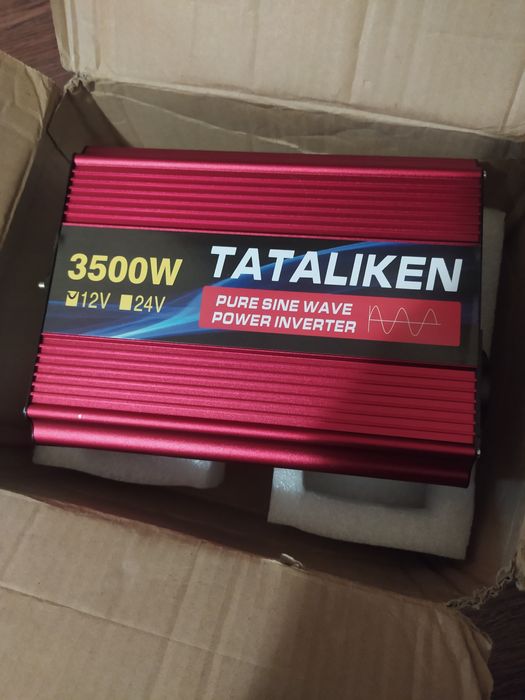 3500W
☑12V ☐24V
TATALIKEN
PURE SINE WAVE
POWER INVERTER